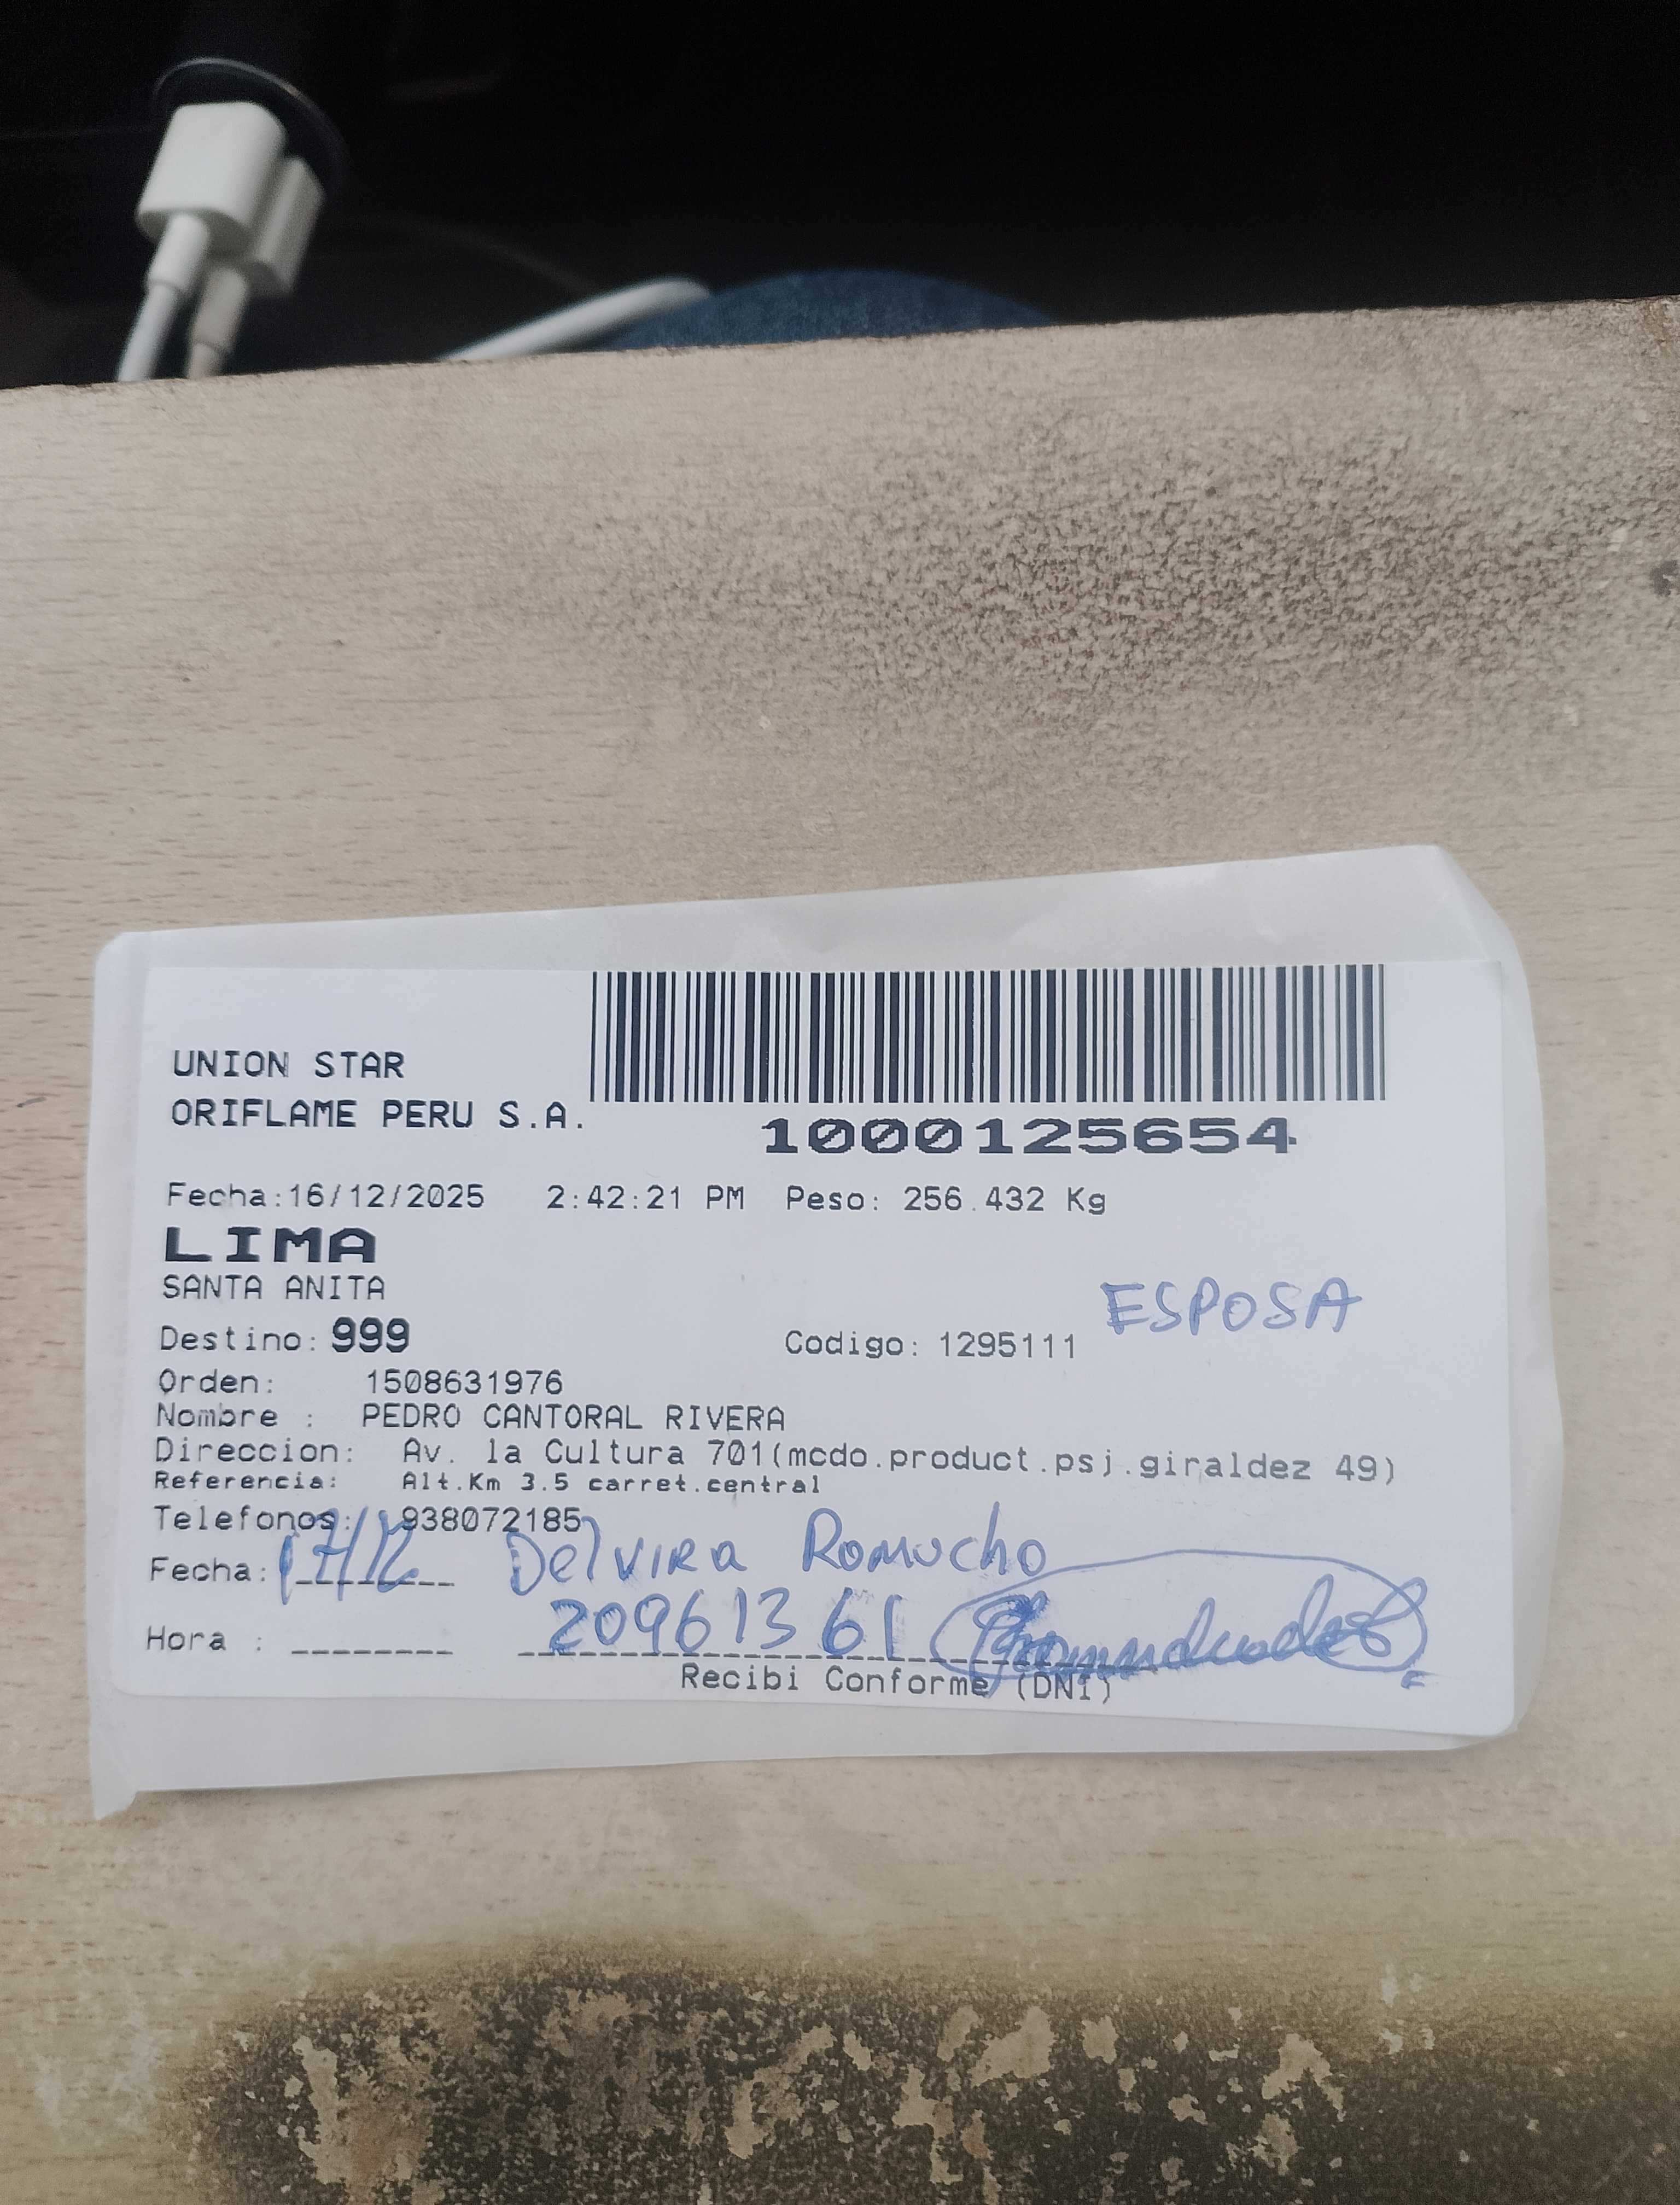 UNION STAR
ORIFLAME PERU S.A.
1000125654
Fecha:16/12/2025 2:42:21 PM Peso: 256.432 Kg
LIMA
SANTA ANITA
ESPOSA
Destino: 999 Codigo: 1295111
Orden: 1508631976
Nombre : PEDRO CANTORAL RIVERA
Direccion: Av. la Cultura 701(mcdo.product.psj.giraldez 49)
Referencia: Alt.Km 3.5 carret.central
Telefonos: 938072185
Fecha: 17/12 Delvira Romucho
Hora : 20961361
Recibi Conforme (DNI)